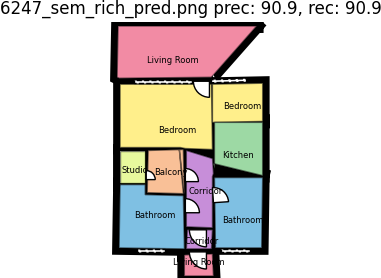 6247_sem_rich_pred.png prec: 90.9, rec: 90.9
Living Room
Bedroom
Bedroom
Kitchen
Studio
Balcony
Corridor
Bathroom
Bathroom
Corridor
Living Room